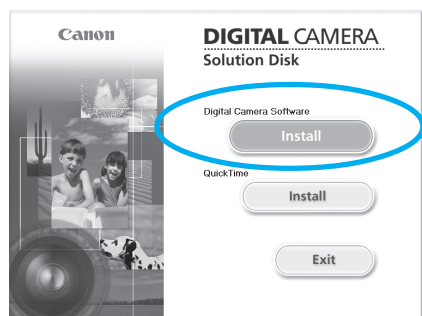 Canon
DIGITAL CAMERA
Solution Disk
Digital Camera Software
Install
QuickTime
Install
Exit